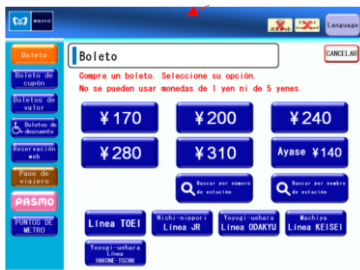 Language
Boleto
Boleto de
cupón
Boletos de
valor
Boletos de
descuento
Reservación
web
Pase de
viajero
PASMO
PUNTOS DE
METRO
Boleto
CANCELAR
Compre un boleto. Seleccione su opción.
No se pueden usar monedas de 1 yen ni de 5 yenes.
¥170
¥200
¥240
¥280
¥310
Ayase ¥140
Buscar por número
de estación
Buscar por nombre
de estación
Línea TOEI
Nishi-nippori
Línea JR
Yoyogi-uehara
Línea ODAKYU
Machiya
Línea KEISEI
Yoyogi-uehara
Línea
HAKONE-TOZAN